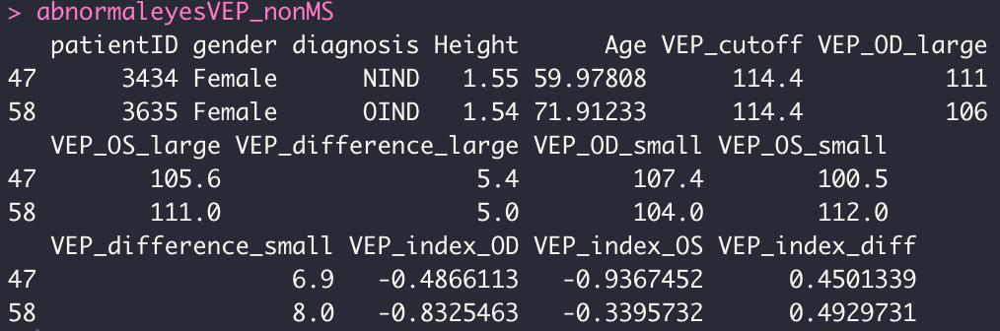 > abnormaleyesVEP_nonMS
patientID gender diagnosis Height Age VEP_cutoff VEP_OD_large
47 3434 Female NIND 1.55 59.97808 114.4 111
58 3635 Female OIND 1.54 71.91233 114.4 106
VEP_OS_large VEP_difference_large VEP_OD_small VEP_OS_small
47 105.6 5.4 107.4 100.5
58 111.0 5.0 104.0 112.0
VEP_difference_small VEP_index_OD VEP_index_OS VEP_index_diff
47 6.9 -0.4866113 -0.9367452 0.4501339
58 8.0 -0.8325463 -0.3395732 0.4929731